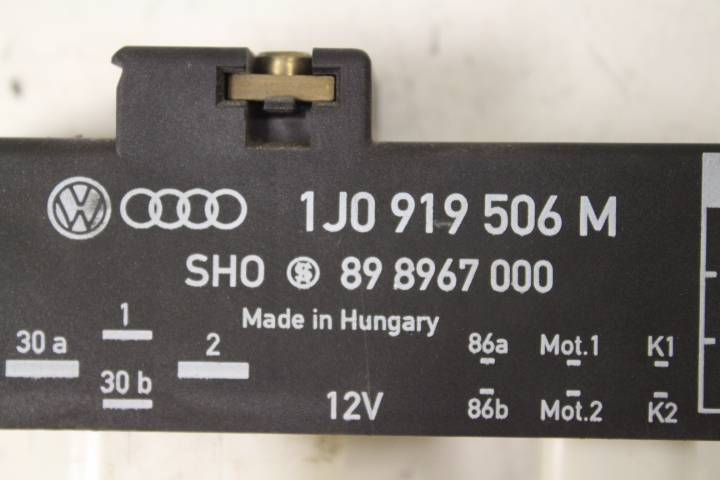 1J0 919 506 M
SHO 89 8967 000
Made in Hungary
30 a 1 2 86a Mot.1 K1
30 b 12V 86b Mot.2 K2